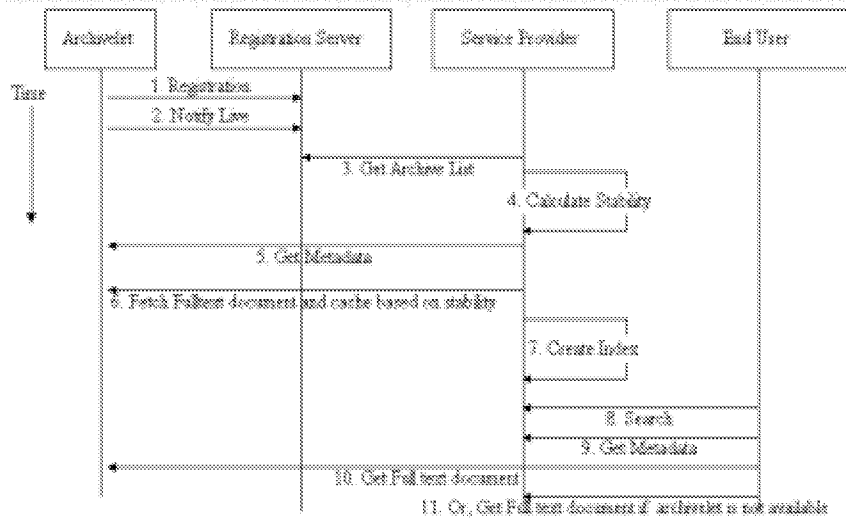 Archivelet
Registration Server
Service Provider
End User
Time
1. Registration
2. Notify Live
3. Get Archive List
4. Calculate Stability
5. Get Metadata
6. Fetch Fulltext document and cache based on stability
7. Create Index
8. Search
9. Get Metadata
10. Get Full text document
11. Or, Get Full text document if archivelet is not available